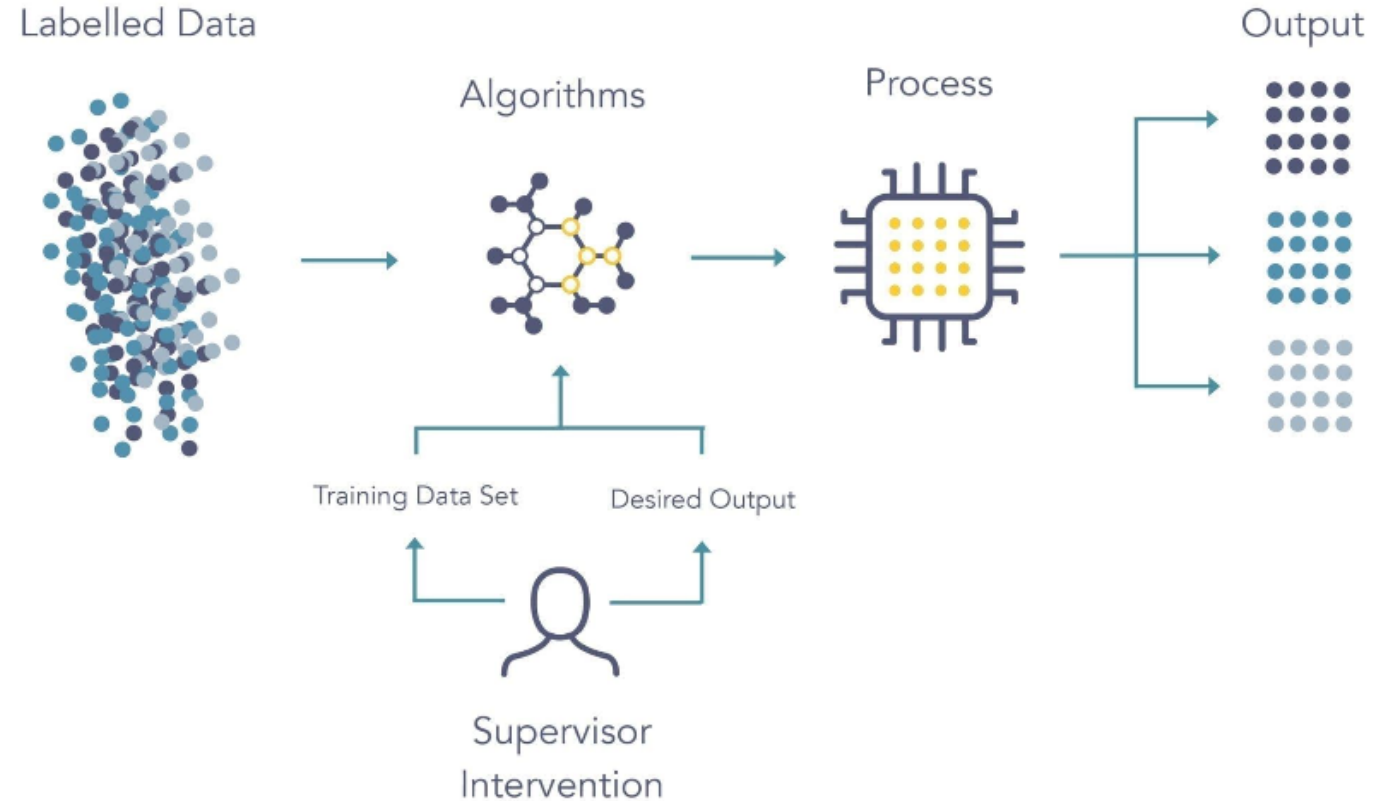 Labelled Data
Algorithms
Process
Output
Training Data Set
Desired Output
Supervisor
Intervention